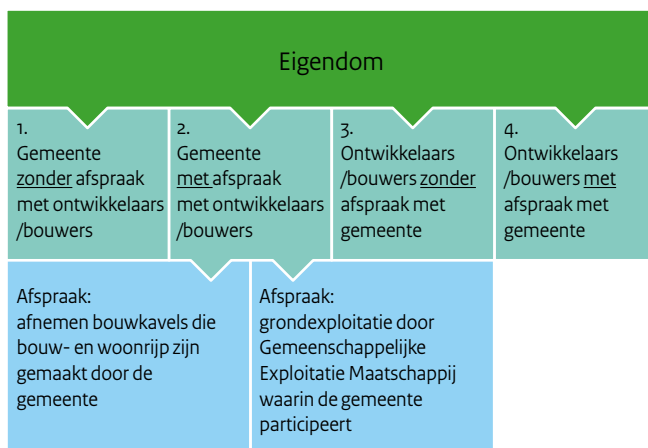 Eigendom
1.
Gemeente
zonder afspraak
met ontwikkelaars
/bouwers
2.
Gemeente
met afspraak
met ontwikkelaars
/bouwers
3.
Ontwikkelaars
/bouwers zonder
afspraak met
gemeente
4.
Ontwikkelaars
/bouwers met
afspraak met
gemeente
Afspraak:
afnemen bouwkavels die
bouw- en woonrijp zijn
gemaakt door de
gemeente
Afspraak:
grondexploitatie door
Gemeenschappelijke
Exploitatie Maatschappij
waarin de gemeente
participeert